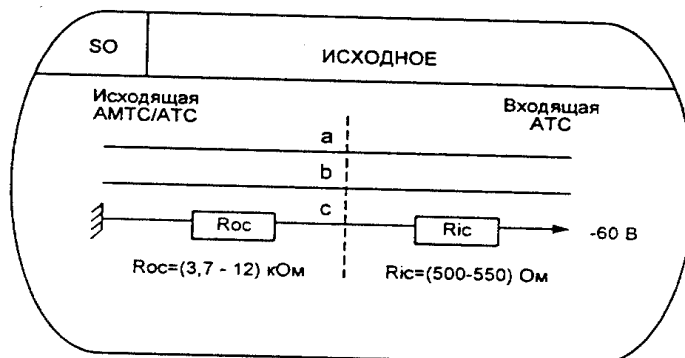 SO
ИСХОДНОЕ
Исходящая
АМТС/АТС
Входящая
АТС
a
b
c
Roc
Ric
-60 В
Roc=(3,7 - 12) кОм
Ric=(500-550) Ом